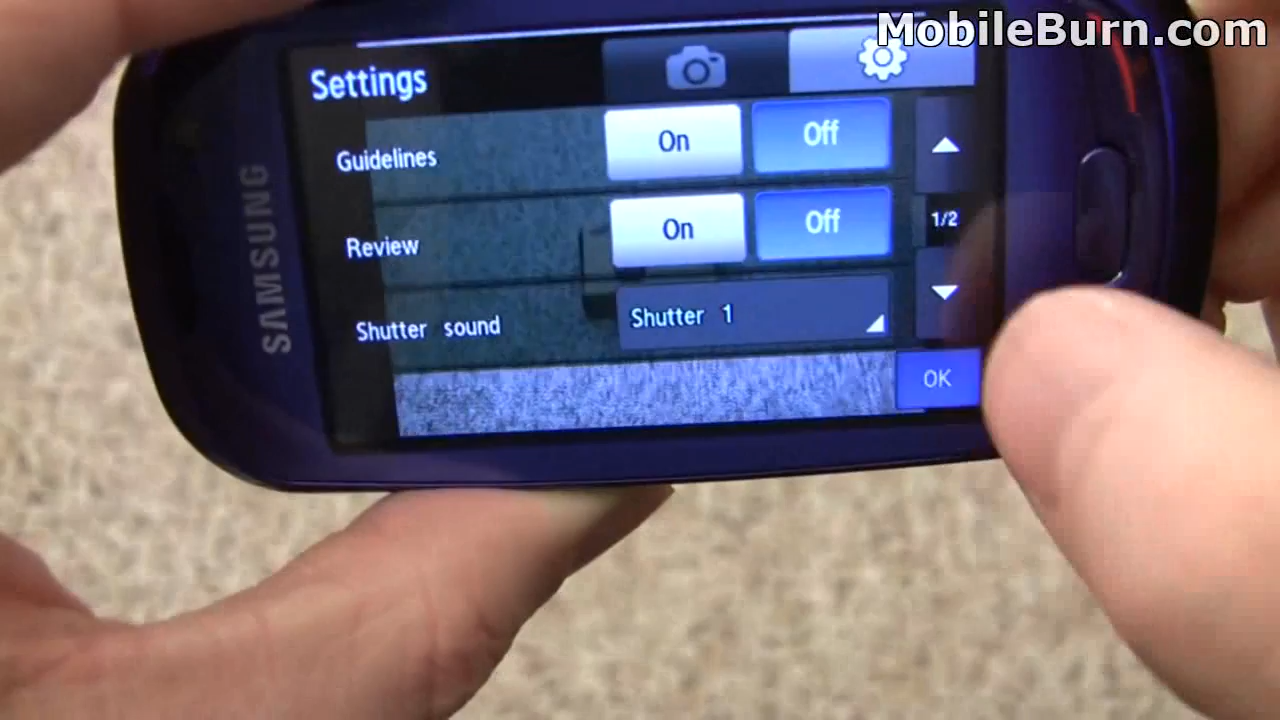 MobileBurn.com
SAMSUNG
Settings
Guidelines On Off
Review On Off
1/2
Shutter sound Shutter 1
OK